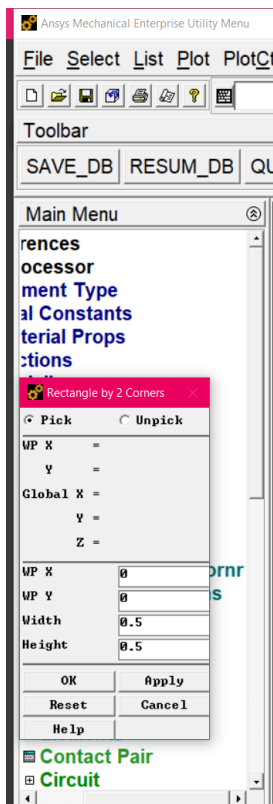 Ansys Mechanical Enterprise Utility Menu
File Select List Plot PlotCt
Toolbar
SAVE_DB RESUM_DB QU
Main Menu
rences
ocessor
ment Type
al Constants
terial Props
ctions
Rectangle by 2 Corners
Pick Unpick
WP X =
Y =
Global X =
Y =
Z =
WP X 0
WP Y 0
Width 0.5
Height 0.5
ornr
s
OK Apply
Reset Cancel
Help
Contact Pair
Circuit